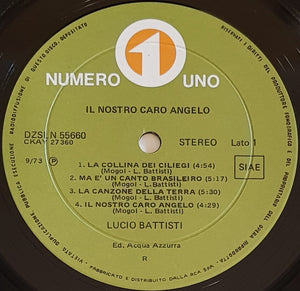 NUMERO 1 UNO
IL NOSTRO CARO ANGELO
DZSLN 55660
CKAY 27360
STEREO Lato 1
9/73
SIAE
1. LA COLLINA DEI CILIEGI (4:54)
(Mogol - L. Battisti)
2. MA E' UN CANTO BRASILEIRO (5:17)
(Mogol - L. Battisti)
3. LA CANZONE DELLA TERRA (5:30)
(Mogol - L. Battisti)
4. IL NOSTRO CARO ANGELO (4:29)
(Mogol - L. Battisti)
LUCIO BATTISTI
Ed. Acqua Azzurra
R